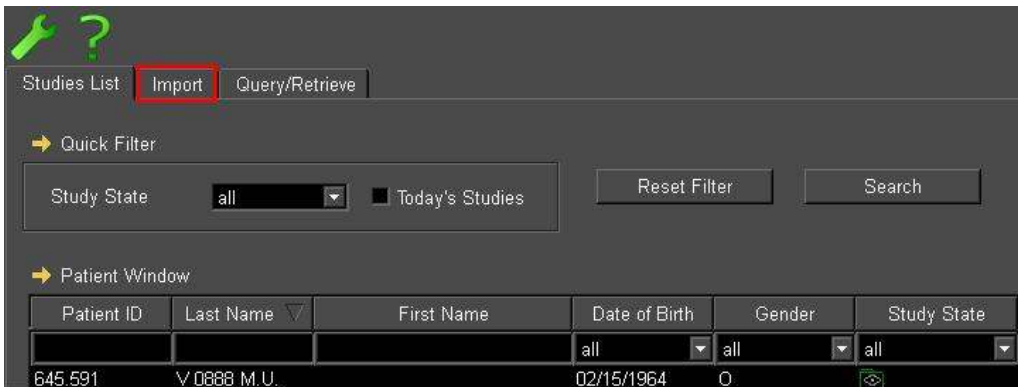 Studies List Import Query/Retrieve
Quick Filter
Study State all Today's Studies Reset Filter Search
Patient Window
Patient ID Last Name First Name Date of Birth Gender Study State
all all all
645.591 V 0888 M.U. 02/15/1964 O